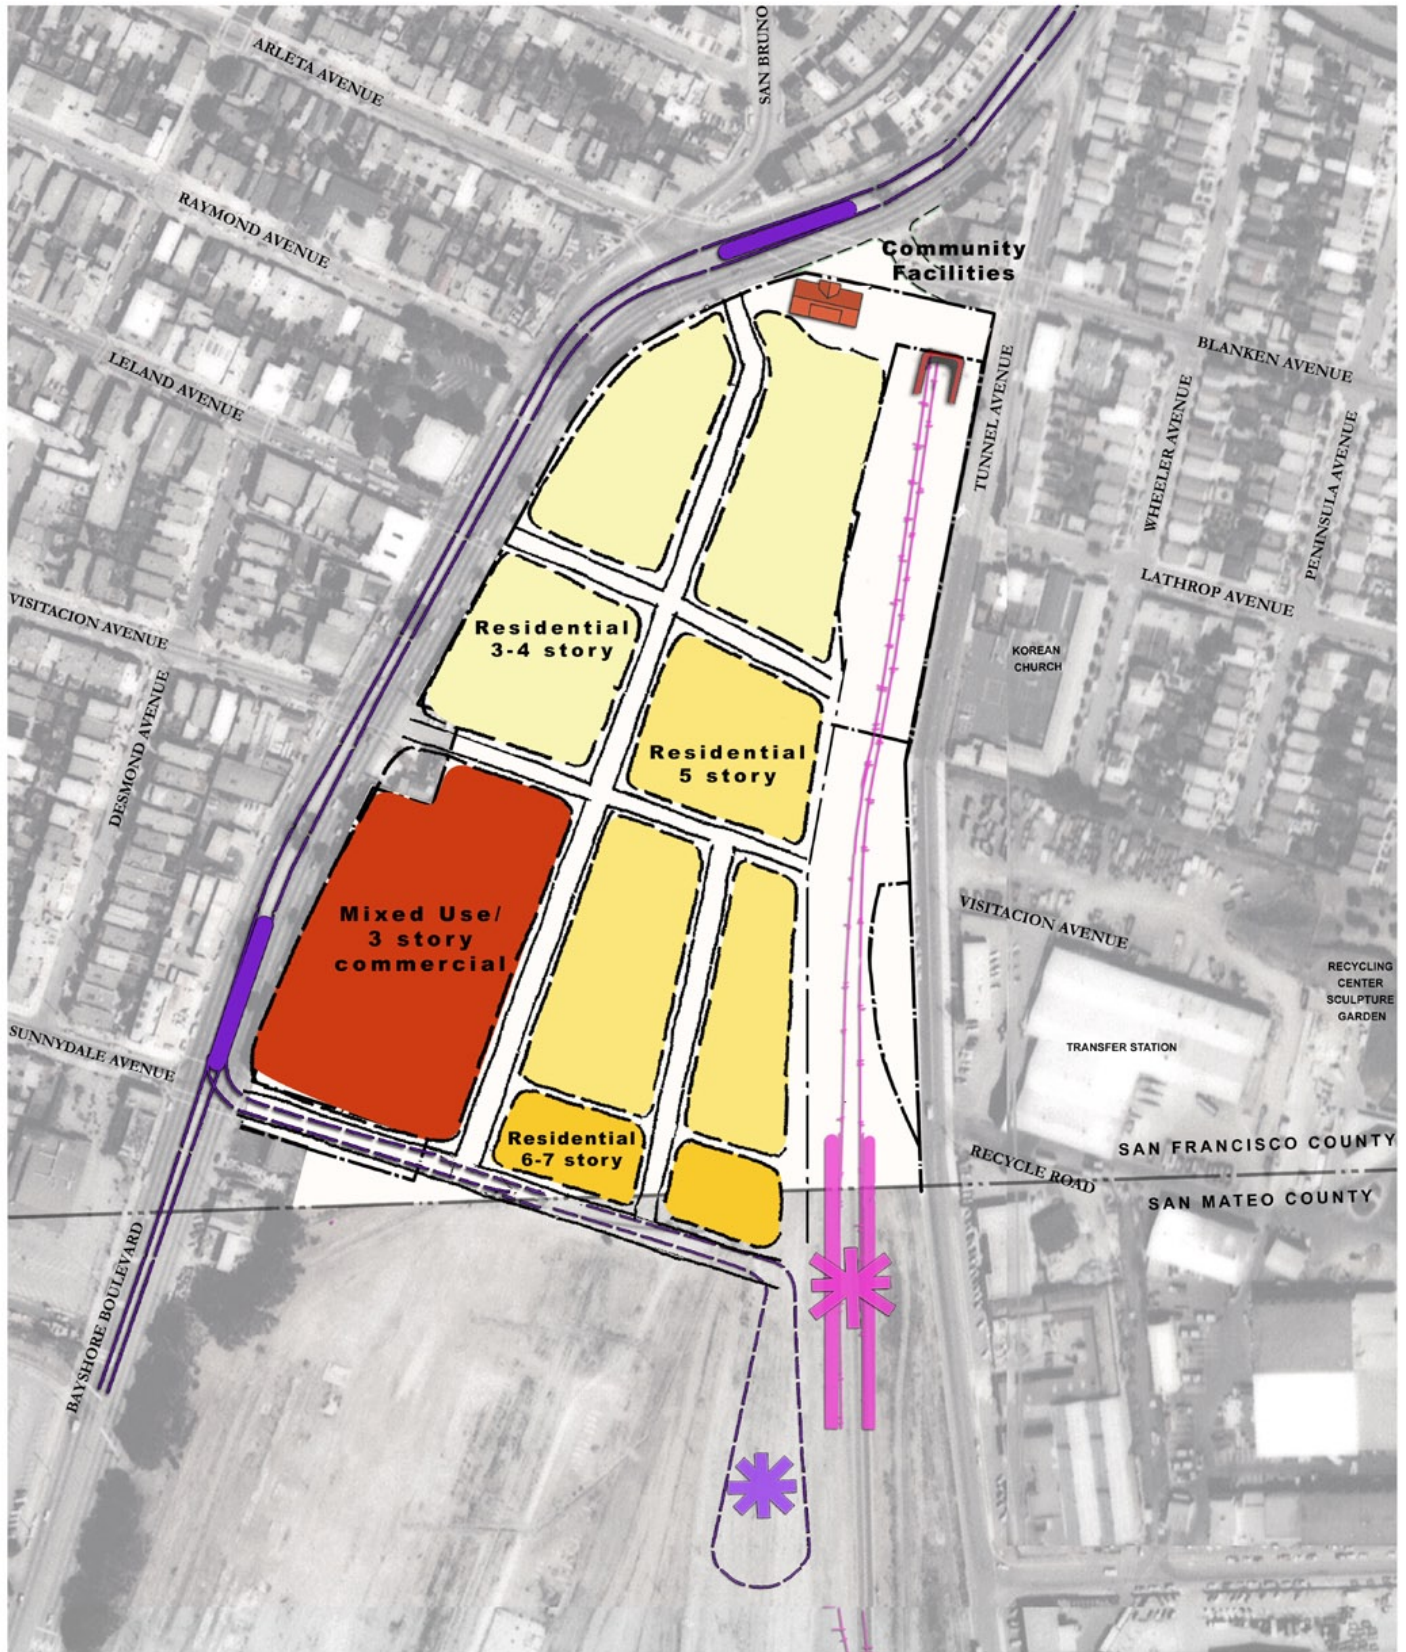 SAN BRUNO
ARLETA AVENUE
RAYMOND AVENUE
Community
Facilities
LELAND AVENUE
BLANKEN AVENUE
TUNNEL AVENUE
WHEELER AVENUE
PENINSULA AVENUE
LATHROP AVENUE
VISITACION AVENUE
Residential
3-4 story
KOREAN
CHURCH
DESMOND AVENUE
Residential
5 story
Mixed Use/
3 story
commercial
VISITACION AVENUE
RECYCLING
CENTER
SCULPTURE
GARDEN
SUNNYDALE AVENUE
TRANSFER STATION
Residential
6-7 story
SAN FRANCISCO COUNTY
RECYCLE ROAD
SAN MATEO COUNTY
BAYSHORE BOULEVARD